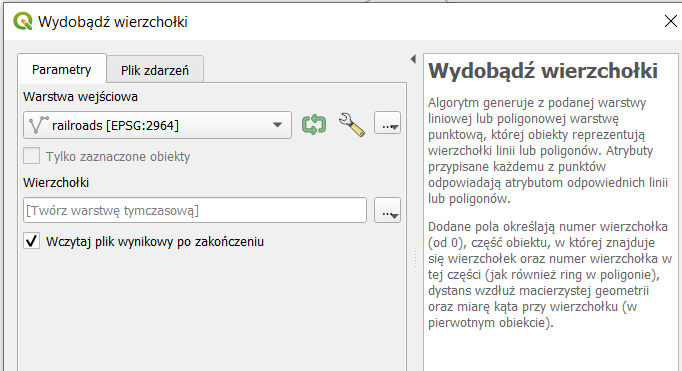 Wydobądź wierzchołki
Parametry
Plik zdarzeń
Warstwa wejściowa
railroads [EPSG:2964]
...
Tylko zaznaczone obiekty
Wierzchołki
[Twórz warstwę tymczasową]
...
Wczytaj plik wynikowy po zakończeniu
Wydobądź wierzchołki
Algorytm generuje z podanej warstwy
liniowej lub poligonowej warstwę
punktową, której obiekty reprezentują
wierzchołki linii lub poligonów. Atrybuty
przypisane każdemu z punktów
odpowiadają atrybutom odpowiednich linii
lub poligonów.
Dodane pola określają numer wierzchołka
(od 0), część obiektu, w której znajduje
się wierzchołek oraz numer wierzchołka w
tej części (jak również ring w poligonie),
dystans wzdłuż macierzystej geometrii
oraz miarę kąta przy wierzchołku (w
pierwotnym obiekcie).